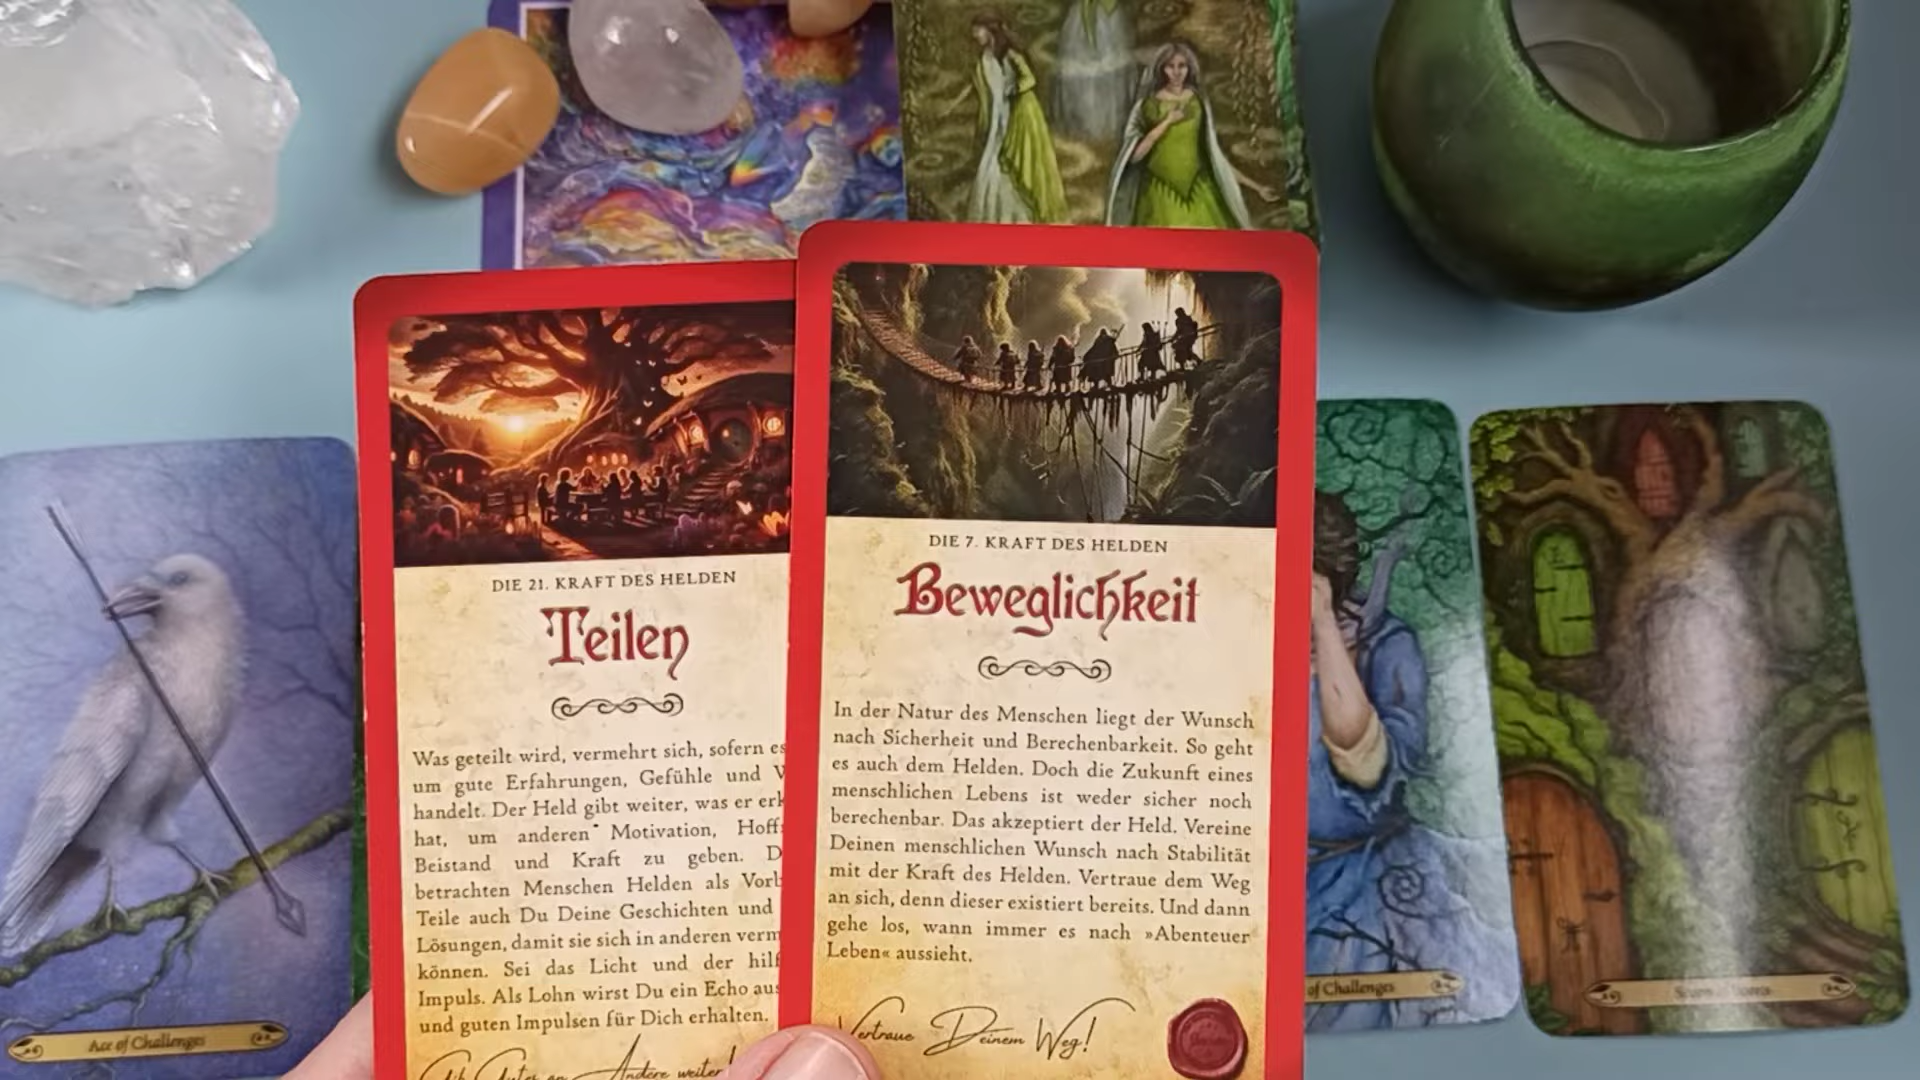 DIE 21. KRAFT DES HELDEN
Teilen
Was geteilt wird, vermehrt sich, sofern es
um gute Erfahrungen, Gefühle und
handelt. Der Held gibt weiter, was er
hat, um anderen Motivation,
Beistand und Kraft zu geben.
betrachten Menschen Helden als
Teile auch Du Deine Geschichten und
Lösungen, damit sie sich in anderen
können. Sei das Licht und der
Impuls. Als Lohn wirst Du ein Echo aus
und guten Impulsen für Dich erhalten.
Gib Gutes an Andere weiter!
DIE 7. KRAFT DES HELDEN
Beweglichkeit
In der Natur des Menschen liegt der Wunsch
nach Sicherheit und Berechenbarkeit. So geht
es auch dem Helden. Doch die Zukunft eines
menschlichen Lebens ist weder sicher noch
berechenbar. Das akzeptiert der Held. Vereine
Deinen menschlichen Wunsch nach Stabilität
mit der Kraft des Helden. Vertraue dem Weg
an sich, denn dieser existiert bereits. Und dann
gehe los, wann immer es nach »Abenteuer
Leben« aussieht.
Vertraue Deinem Weg!
Ace of Challenges
of Challenges